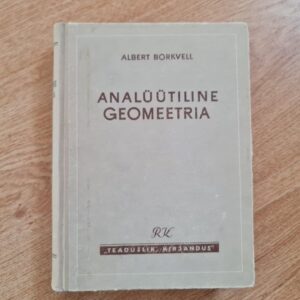 ALBERT BORKVELL
ANALÜÜTILINE
GEOMEETRIA
RK
„TEADUSLIK KIRJANDUS"